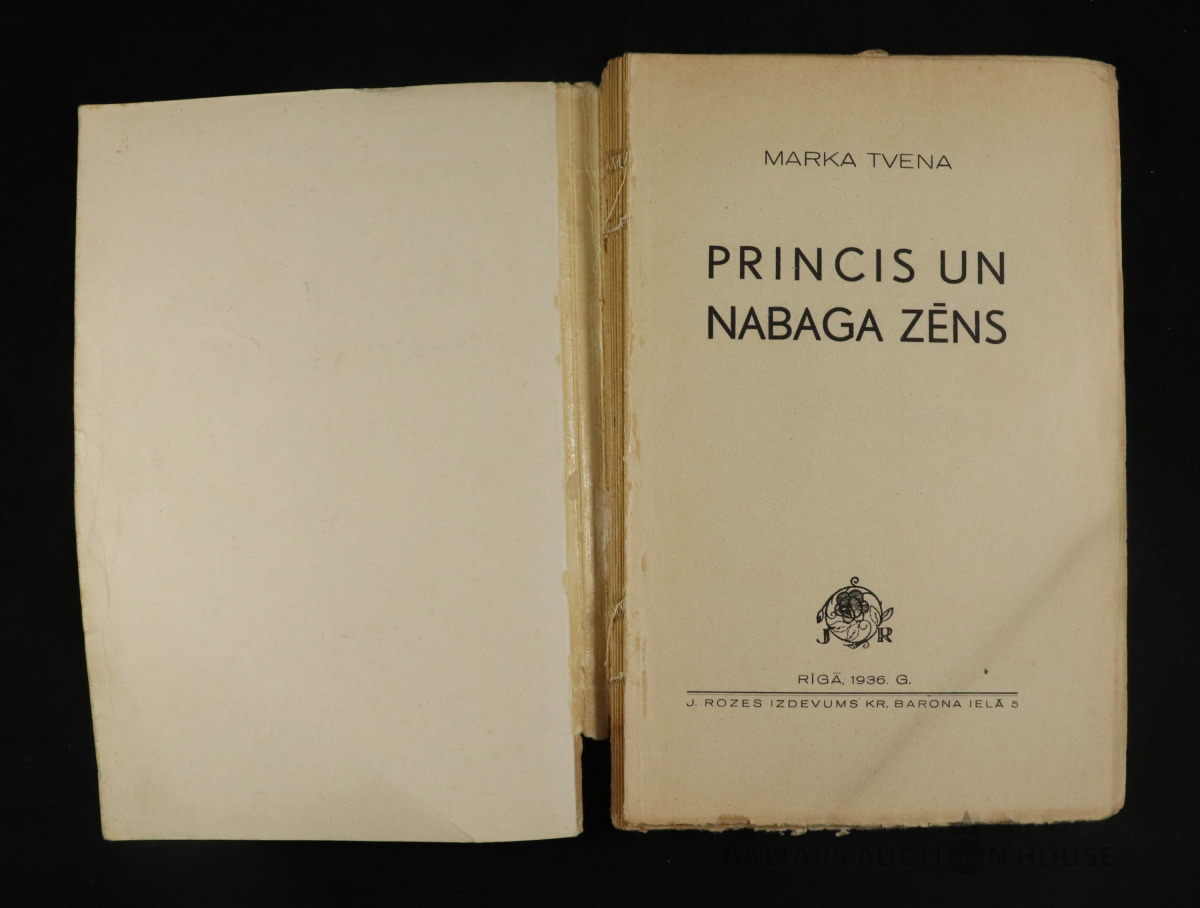 MARKA TVENA
PRINCIS UN
NABAGA ZĒNS
J R
RĪGĀ, 1936. G.
J. ROZES IZDEVUMS KR. BARONA IELĀ 5
BALTARS AUCTION HOUSE